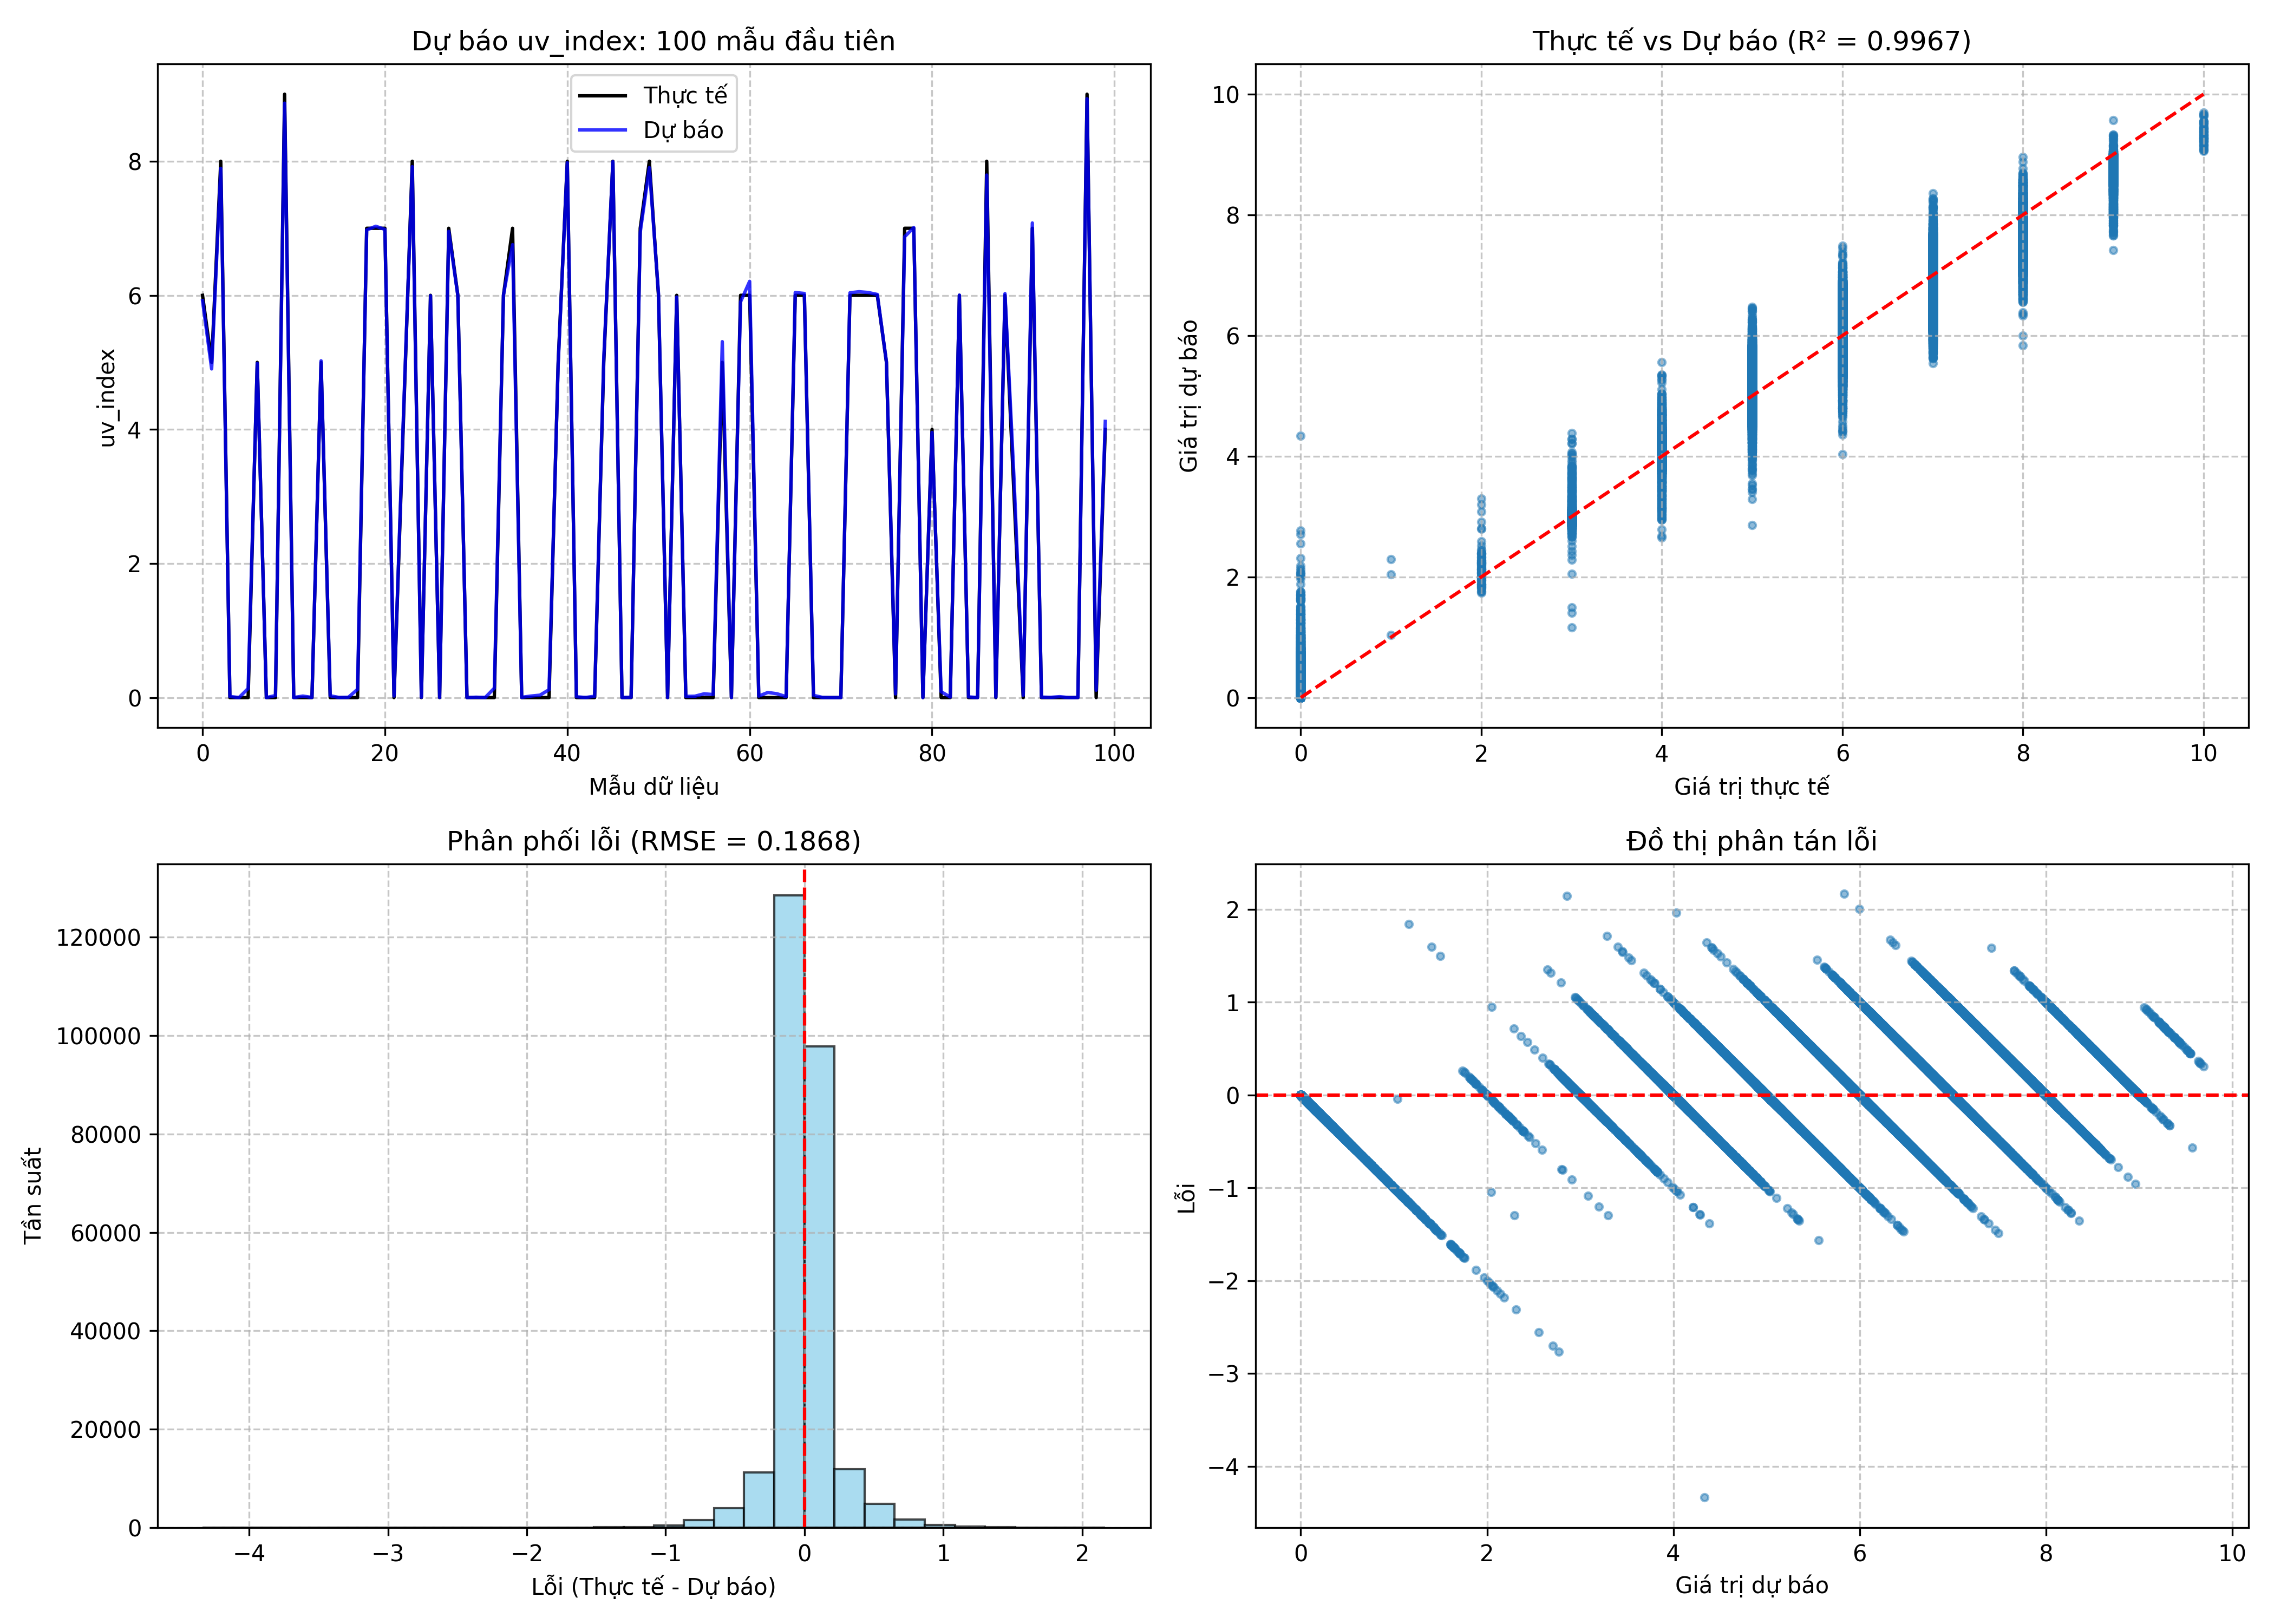 Dự báo uv_index: 100 mẫu đầu tiên
Thực tế
Dự báo
uv_index
8
6
4
2
0
0 20 40 60 80 100
Mẫu dữ liệu
Thực tế vs Dự báo (R² = 0.9967)
Giá trị dự báo
10
8
6
4
2
0
0 2 4 6 8 10
Giá trị thực tế
Phân phối lỗi (RMSE = 0.1868)
Tần suất
120000
100000
80000
60000
40000
20000
0
−4 −3 −2 −1 0 1 2
Lỗi (Thực tế - Dự báo)
Đồ thị phân tán lỗi
Lỗi
2
1
0
−1
−2
−3
−4
0 2 4 6 8 10
Giá trị dự báo